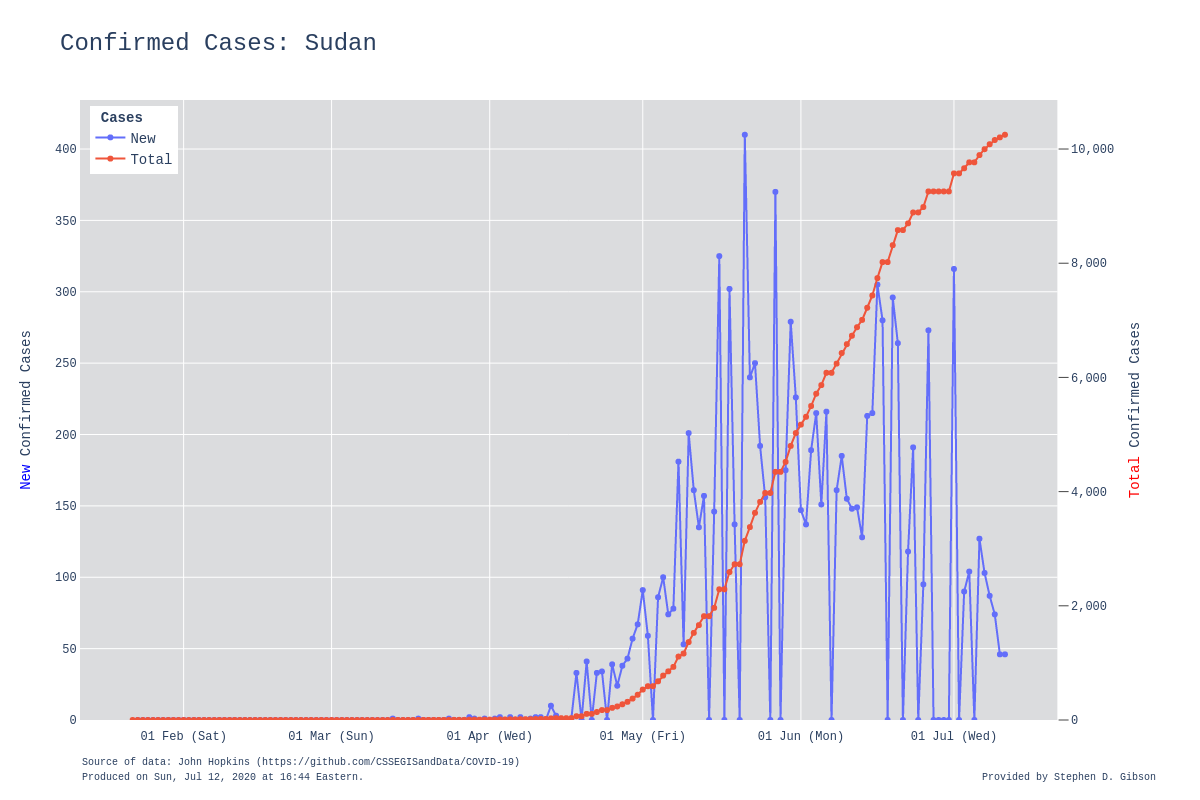 Confirmed Cases: Sudan
Cases
New
Total
400
350
300
250
200
150
100
50
0
10,000
8,000
6,000
4,000
2,000
0
New Confirmed Cases
Total Confirmed Cases
01 Feb (Sat)
01 Mar (Sun)
01 Apr (Wed)
01 May (Fri)
01 Jun (Mon)
01 Jul (Wed)
Source of data: John Hopkins (https://github.com/CSSEGISandData/COVID-19)
Produced on Sun, Jul 12, 2020 at 16:44 Eastern.
Provided by Stephen D. Gibson